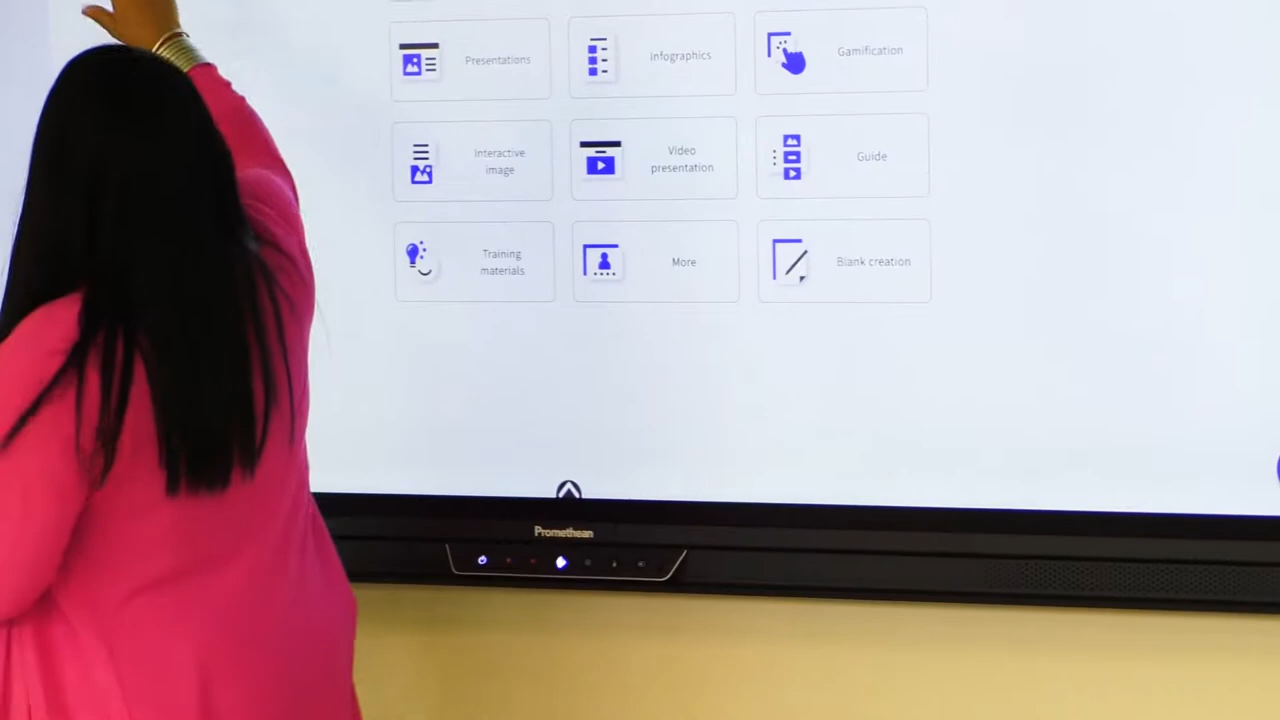 Presentations
Infographics
Gamification
Interactive
image
Video
presentation
Guide
Training
materials
More
Blank creation
Promethean